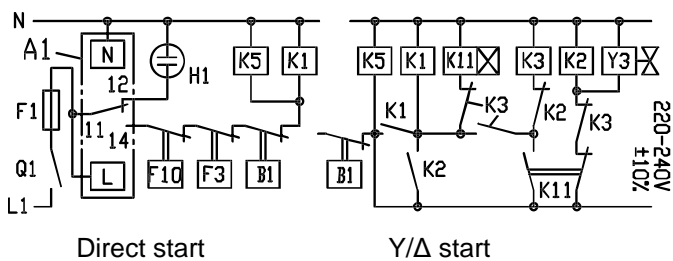 N
A1 N H1 K5 K1 K5 K1 K11 K3 K2 Y3
12
F1 11 14 K1 K3 K2 K3
Q1 L F10 F3 B1 B1 K2 K11
L1
220-240V
±10%
Direct start Y/Δ start